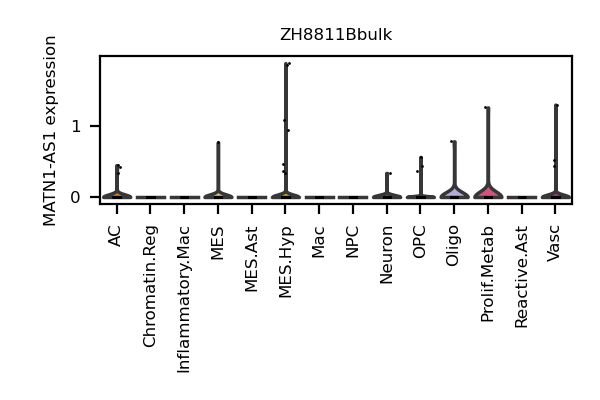 ZH8811Bbulk
MATN1-AS1 expression
1
0
AC
Chromatin.Reg
Inflammatory.Mac
MES
MES.Ast
MES.Hyp
Mac
NPC
Neuron
OPC
Oligo
Prolif.Metab
Reactive.Ast
Vasc